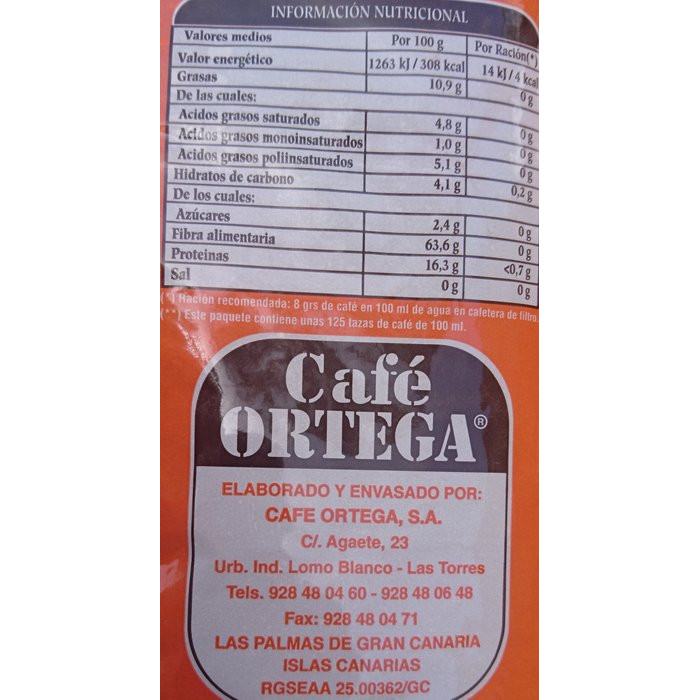 INFORMACIÓN NUTRICIONAL
Valores medios Por 100 g Por Ración(*)
Valor energético 1263 kJ / 308 kcal 14 kJ / 4 kcal
Grasas 10,9 g 0 g
De las cuales:
Acidos grasos saturados 4,8 g 0 g
Acidos grasos monoinsaturados 1,0 g 0 g
Acidos grasos poliinsaturados 5,1 g 0 g
Hidratos de carbono 4,1 g 0,2 g
De los cuales:
Azúcares 2,4 g 0 g
Fibra alimentaria 63,6 g 0 g
Proteinas 16,3 g <0,7 g
Sal 0 g 0 g
(*) Ración recomendada: 8 grs de café en 100 ml de agua en cafetera de filtro.
(**) Este paquete contiene unas 125 tazas de café de 100 ml.
Café
ORTEGA®
ELABORADO Y ENVASADO POR:
CAFE ORTEGA, S.A.
C/. Agaete, 23
Urb. Ind. Lomo Blanco - Las Torres
Tels. 928 48 04 60 - 928 48 06 48
Fax: 928 48 04 71
LAS PALMAS DE GRAN CANARIA
ISLAS CANARIAS
RGSEAA 25.00362/GC